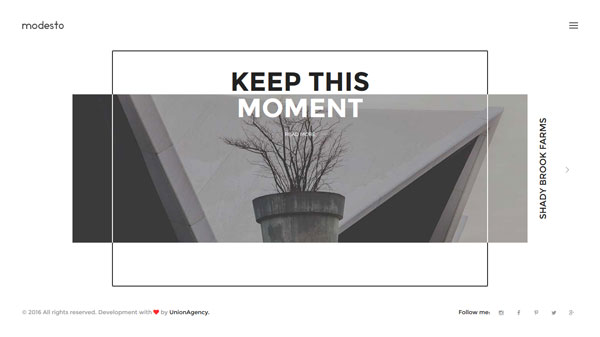 modesto
KEEP THIS
MOMENT
READ MORE
SHADY BROOK FARMS
© 2016 All rights reserved. Development with ❤ by UnionAgency.
Follow me: